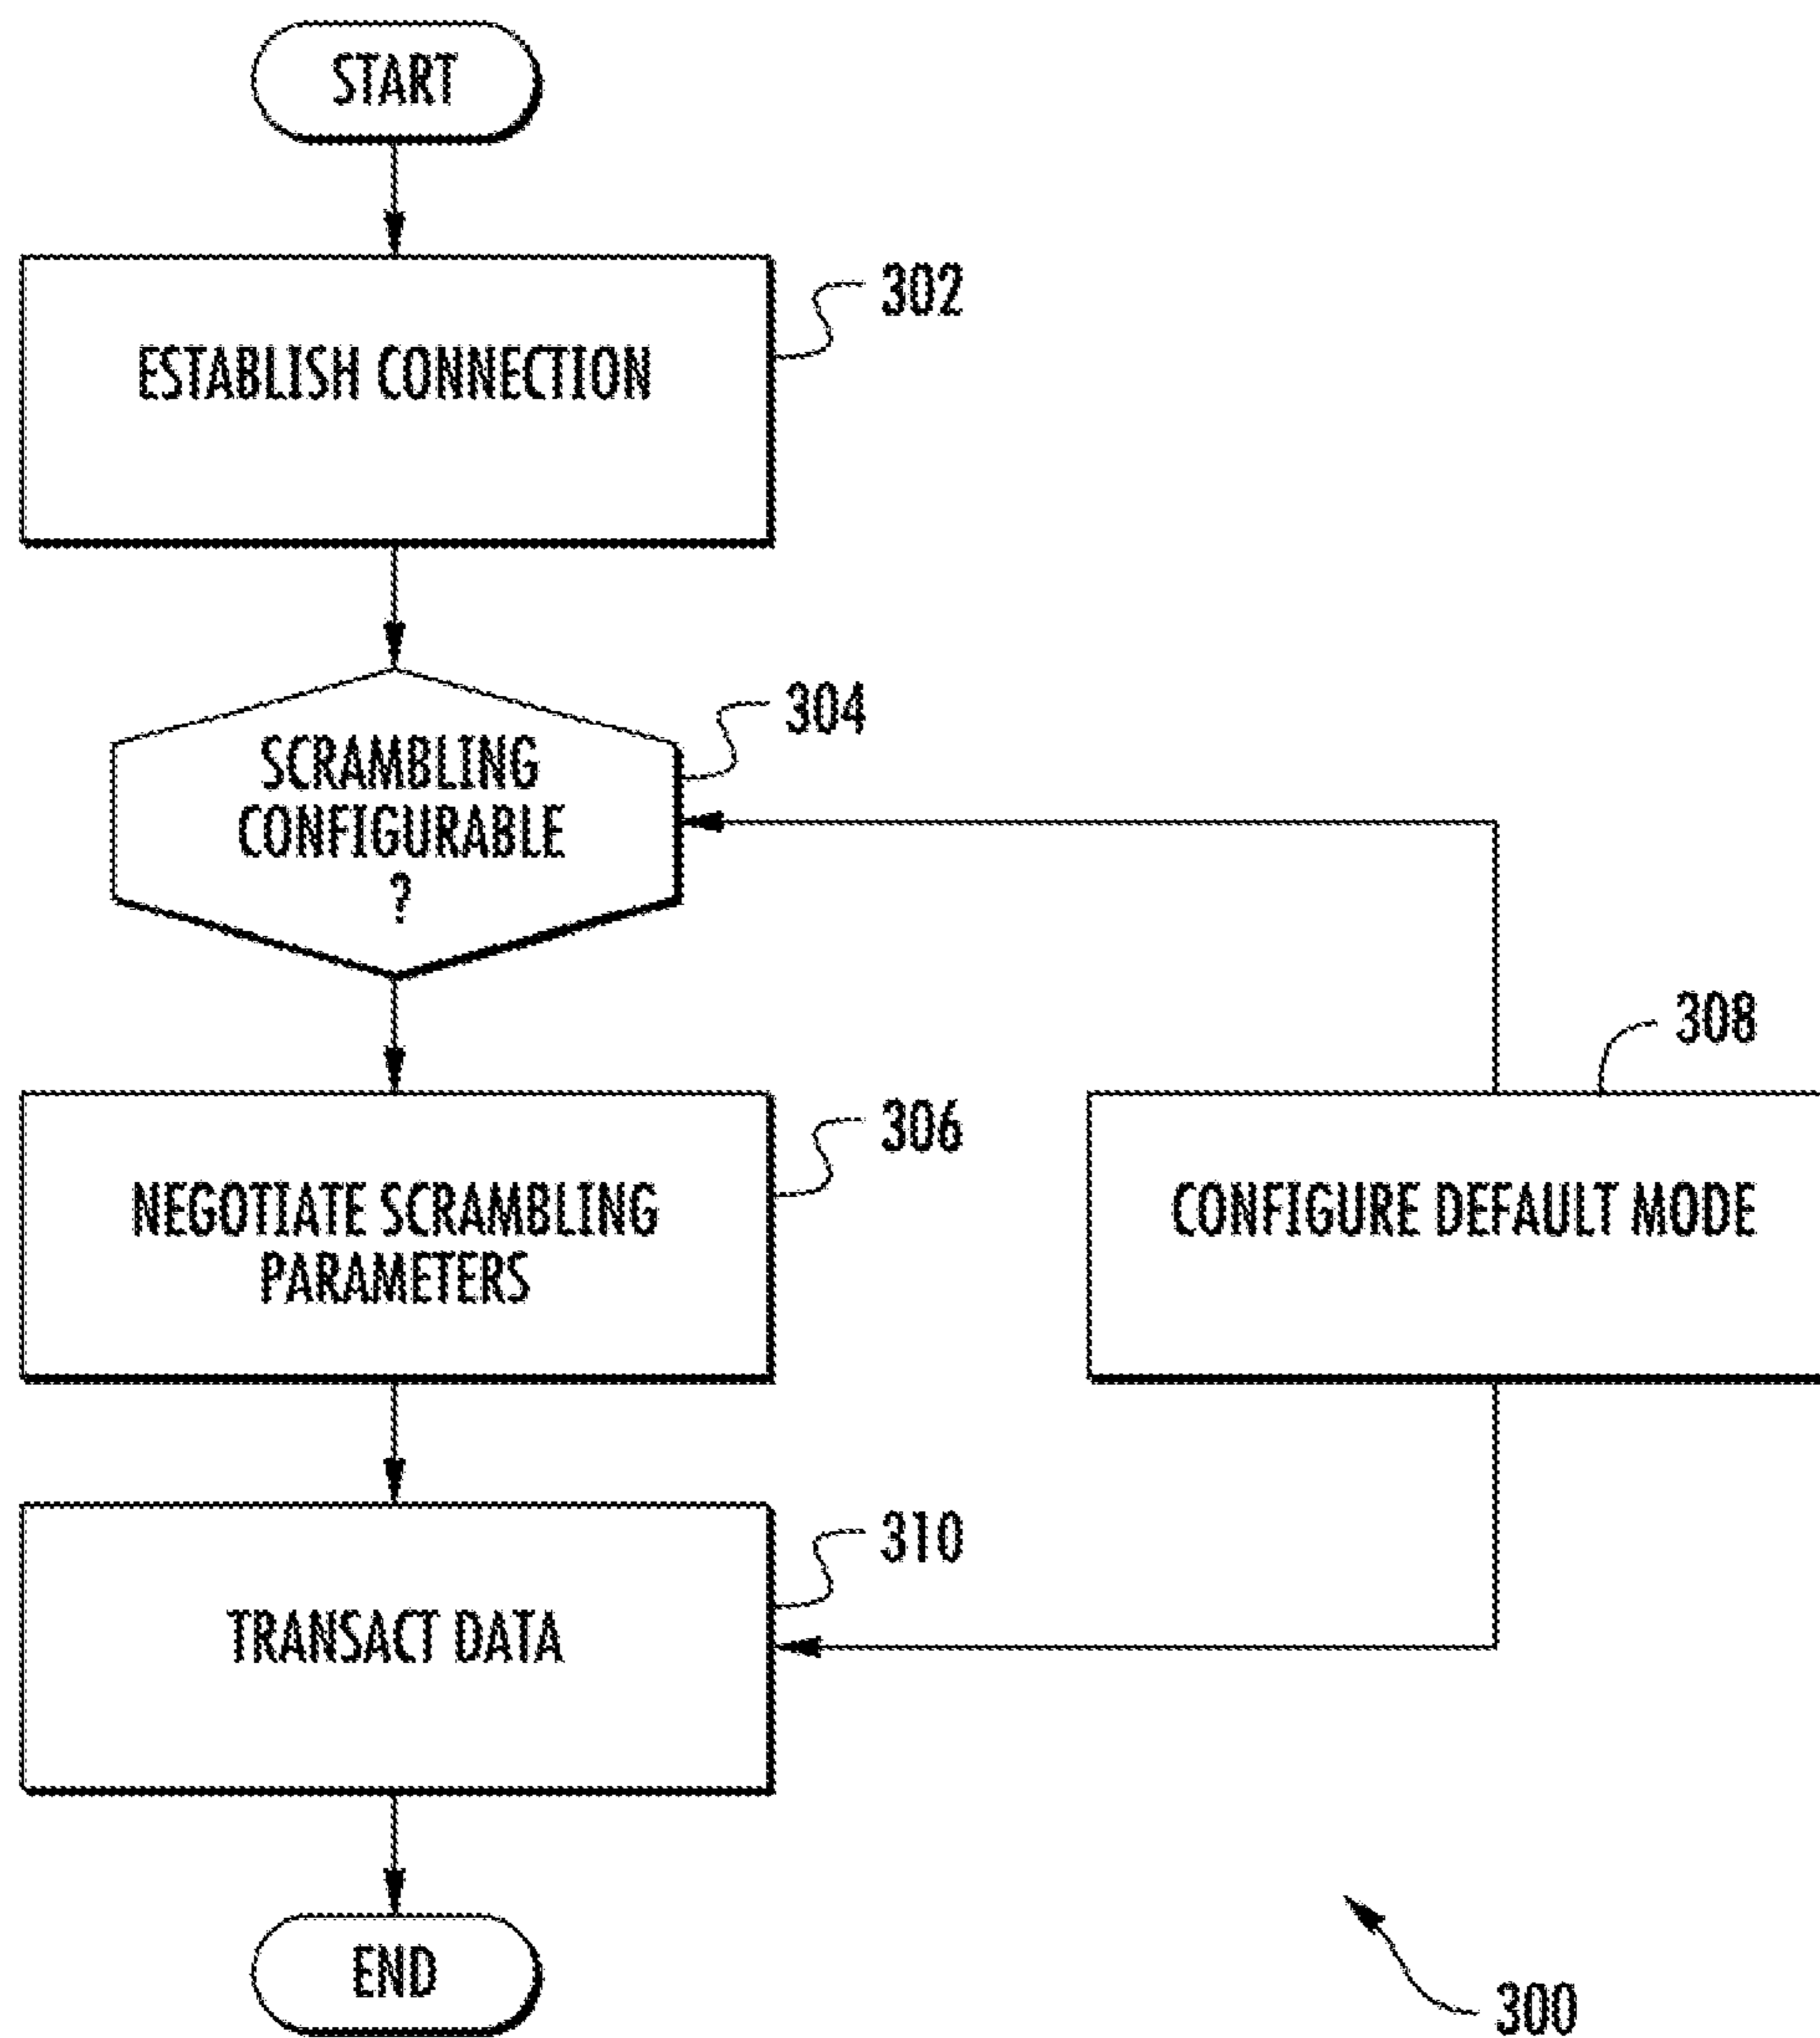 START
302
ESTABLISH CONNECTION
304
SCRAMBLING
CONFIGURABLE
?
308
306
NEGOTIATE SCRAMBLING
PARAMETERS
CONFIGURE DEFAULT MODE
310
TRANSACT DATA
END
300